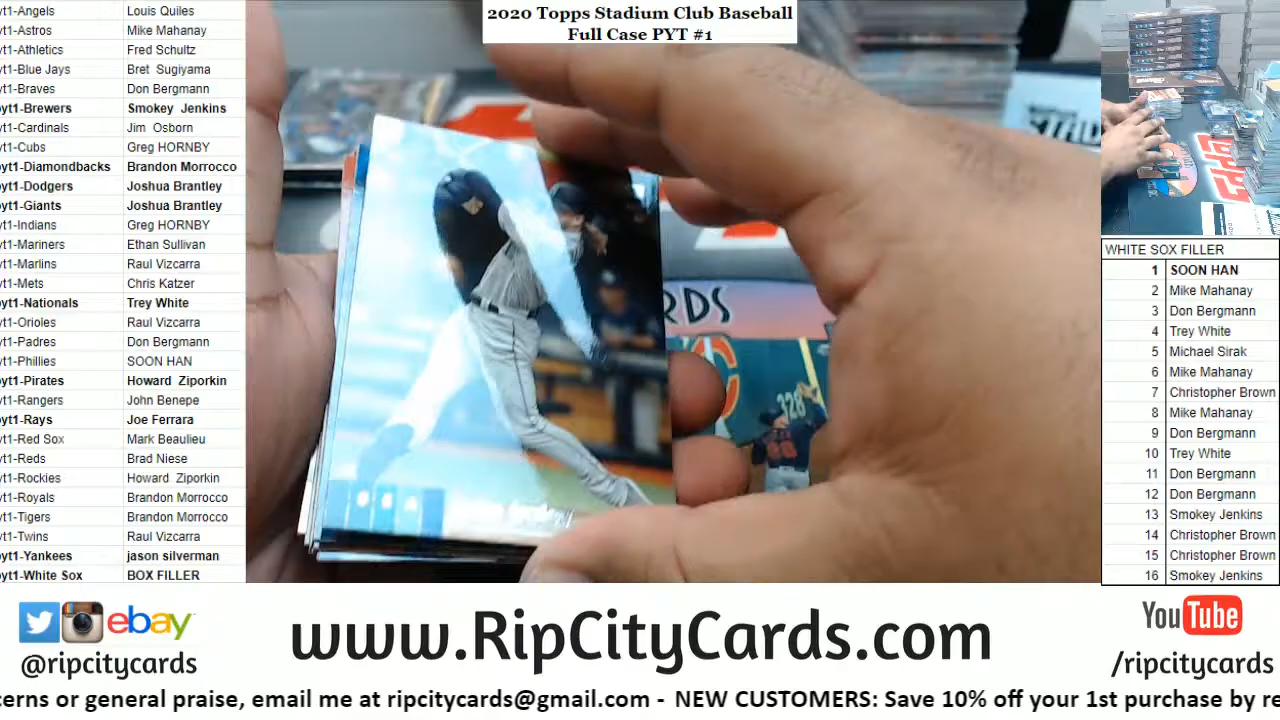 2020 Topps Stadium Club Baseball
Full Case PYT #1
yt1-Angels Louis Quiles
yt1-Astros Mike Mahanay
yt1-Athletics Fred Schultz
yt1-Blue Jays Bret Sugiyama
yt1-Braves Don Bergmann
yt1-Brewers Smokey Jenkins
yt1-Cardinals Jim Osborn
yt1-Cubs Greg HORNBY
yt1-Diamondbacks Brandon Morrocco
yt1-Dodgers Joshua Brantley
yt1-Giants Joshua Brantley
yt1-Indians Greg HORNBY
yt1-Mariners Ethan Sullivan
yt1-Marlins Raul Vizcarra
yt1-Mets Chris Katzer
yt1-Nationals Trey White
yt1-Orioles Raul Vizcarra
yt1-Padres Don Bergmann
yt1-Phillies SOON HAN
yt1-Pirates Howard Ziporkin
yt1-Rangers John Benepe
yt1-Rays Joe Ferrara
yt1-Red Sox Mark Beaulieu
yt1-Reds Brad Niese
yt1-Rockies Howard Ziporkin
yt1-Royals Brandon Morrocco
yt1-Tigers Brandon Morrocco
yt1-Twins Raul Vizcarra
yt1-Yankees jason silverman
yt1-White Sox BOX FILLER
RDS
328
WHITE SOX FILLER
1 SOON HAN
2 Mike Mahanay
3 Don Bergmann
4 Trey White
5 Michael Sirak
6 Mike Mahanay
7 Christopher Brown
8 Mike Mahanay
9 Don Bergmann
10 Trey White
11 Don Bergmann
12 Don Bergmann
13 Smokey Jenkins
14 Christopher Brown
15 Christopher Brown
16 Smokey Jenkins
ebay
@ripcitycards
www.RipCityCards.com
YouTube
/ripcitycards
cerns or general praise, email me at ripcitycards@gmail.com - NEW CUSTOMERS: Save 10% off your 1st purchase by re